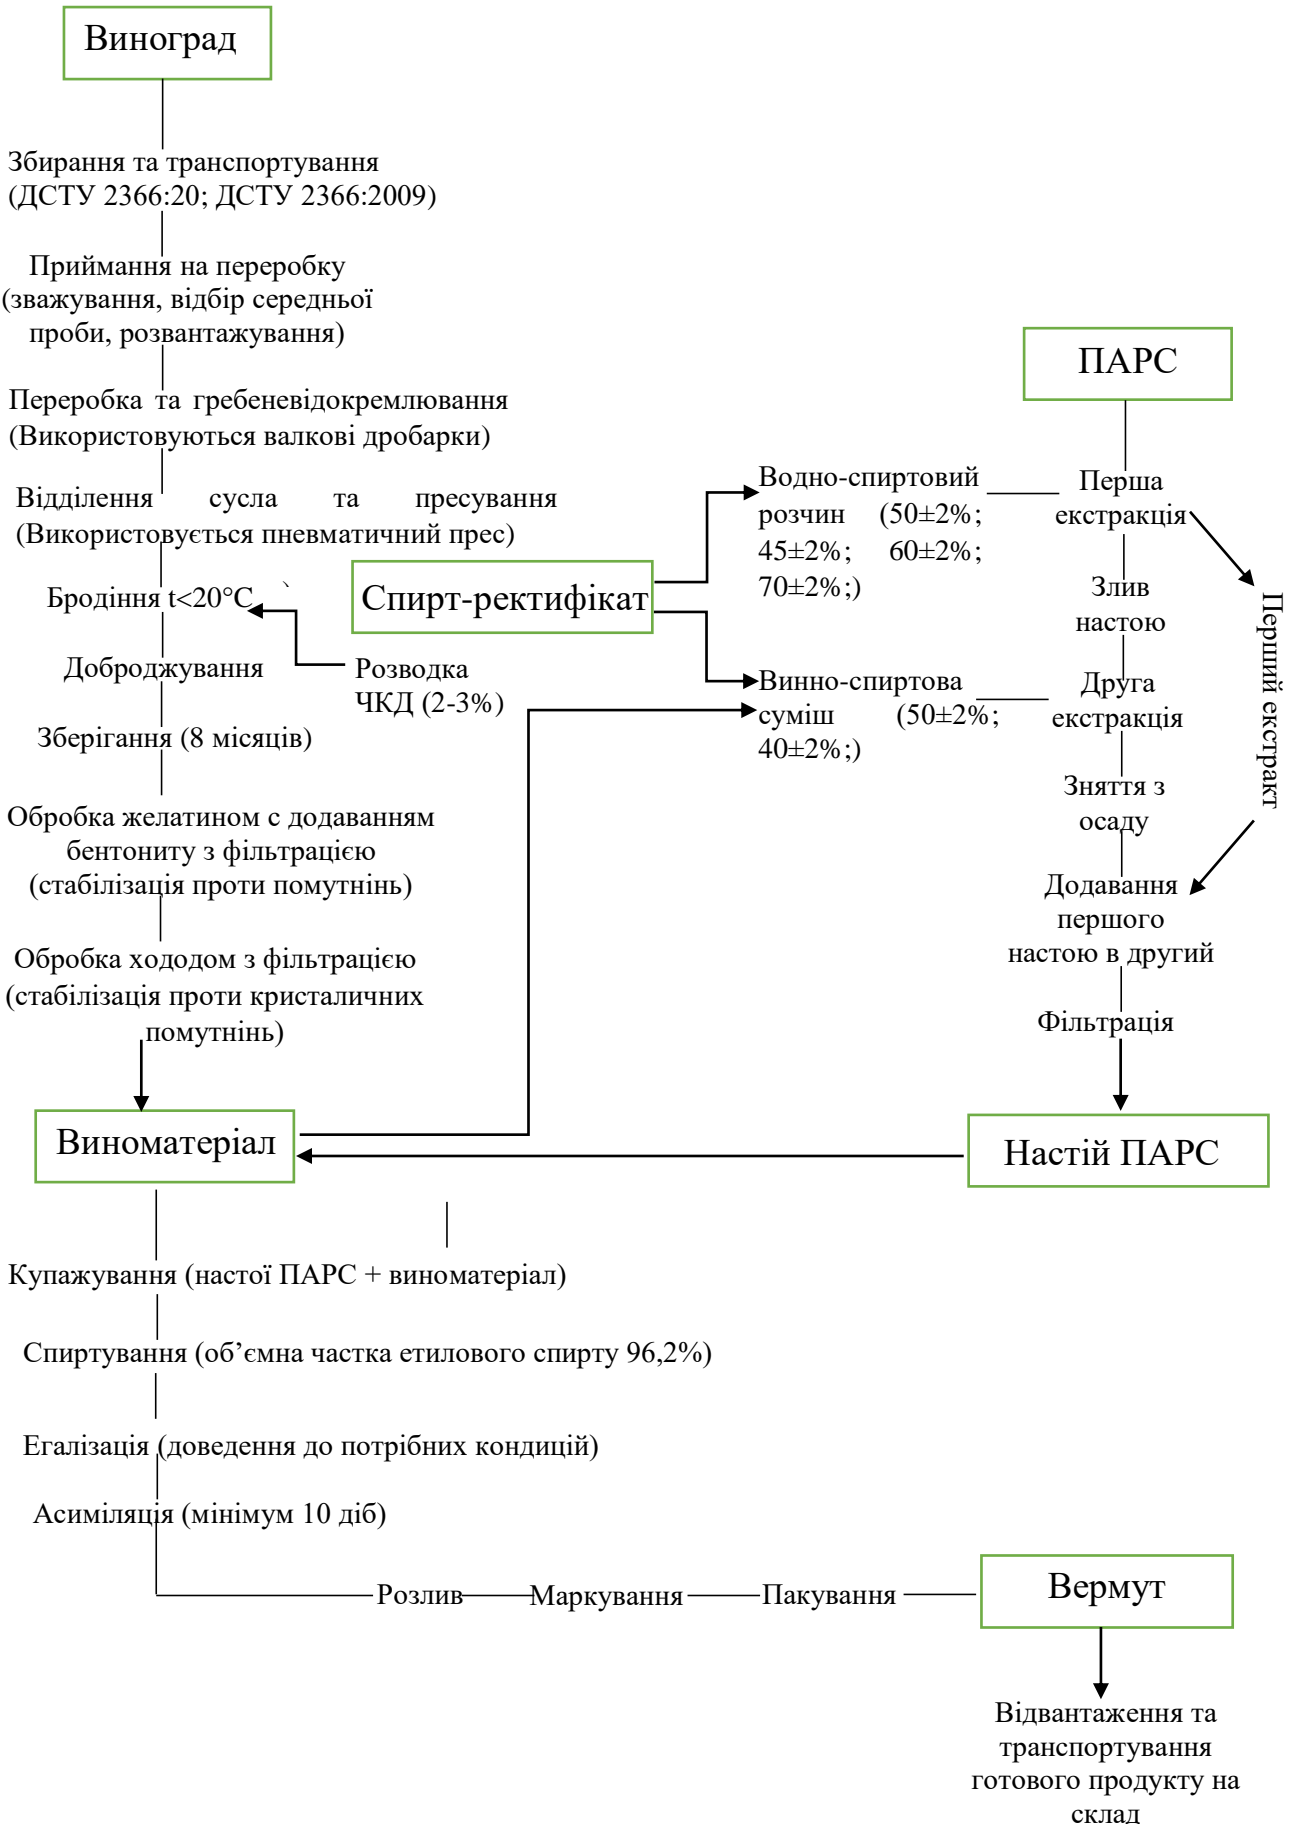 Виноград
Збирання та транспортування
(ДСТУ 2366:20; ДСТУ 2366:2009)
Приймання на переробку
(зважування, відбір середньої
проби, розвантажування)
Переробка та гребеневідокремлювання
(Використовуються валкові дробарки)
Відділення сусла та пресування
(Використовується пневматичний прес)
Бродіння t<20°C `
Доброджування
Розводка
ЧКД (2-3%)
Зберігання (8 місяців)
Обробка желатином с додаванням
бентониту з фільтрацією
(стабілізація проти помутнінь)
Обробка хододом з фільтрацією
(стабілізація проти кристаличних
помутнінь)
Спирт-ректифікат
Водно-спиртовий
розчин (50±2%;
45±2%; 60±2%;
70±2%;)
Винно-спиртова
суміш (50±2%;
40±2%;)
ПАРС
Перша
екстракція
Злив
настою
Друга
екстракція
Зняття з
осаду
Додавання
першого
настою в другий
Фільтрація
Перший екстракт
Виноматеріал
Настій ПАРС
Купажування (настої ПАРС + виноматеріал)
Спиртування (об’ємна частка етилового спирту 96,2%)
Егалізація (доведення до потрібних кондицій)
Асиміляція (мінімум 10 діб)
Розлив
Маркування
Пакування
Вермут
Відвантаження та
транспортування
готового продукту на
склад